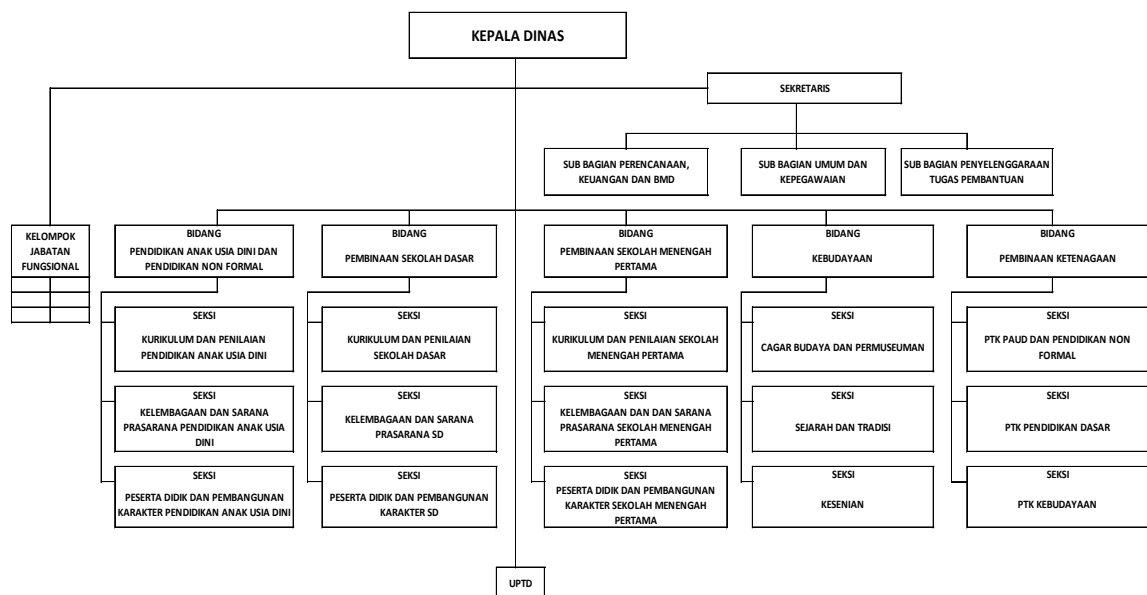 KEPALA DINAS
SEKRETARIS
SUB BAGIAN PERENCANAAN,
KEUANGAN DAN BMD
SUB BAGIAN UMUM DAN
KEPEGAWAIAN
SUB BAGIAN PENYELENGGARAAN
TUGAS PEMBANTUAN
KELOMPOK
JABATAN
FUNGSIONAL
BIDANG
PENDIDIKAN ANAK USIA DINI DAN
PENDIDIKAN NON FORMAL
BIDANG
PEMBINAAN SEKOLAH DASAR
BIDANG
PEMBINAAN SEKOLAH MENENGAH
PERTAMA
BIDANG
KEBUDAYAAN
BIDANG
PEMBINAAN KETENAGAAN
SEKSI
KURIKULUM DAN PENILAIAN
PENDIDIKAN ANAK USIA DINI
SEKSI
KURIKULUM DAN PENILAIAN
SEKOLAH DASAR
SEKSI
KURIKULUM DAN PENILAIAN SEKOLAH
MENENGAH PERTAMA
SEKSI
CAGAR BUDAYA DAN PERMUSEUMAN
SEKSI
PTK PAUD DAN PENDIDIKAN NON
FORMAL
SEKSI
KELEMBAGAAN DAN SARANA
PRASARANA PENDIDIKAN ANAK USIA
DINI
SEKSI
KELEMBAGAAN DAN SARANA
PRASARANA SD
SEKSI
KELEMBAGAAN DAN DAN SARANA
PRASARANA SEKOLAH MENENGAH
PERTAMA
SEKSI
SEJARAH DAN TRADISI
SEKSI
PTK PENDIDIKAN DASAR
SEKSI
PESERTA DIDIK DAN PEMBANGUNAN
KARAKTER PENDIDIKAN ANAK USIA DINI
SEKSI
PESERTA DIDIK DAN PEMBANGUNAN
KARAKTER SD
SEKSI
PESERTA DIDIK DAN PEMBANGUNAN
KARAKTER SEKOLAH MENENGAH
PERTAMA
SEKSI
KESENIAN
SEKSI
PTK KEBUDAYAAN
UPTD